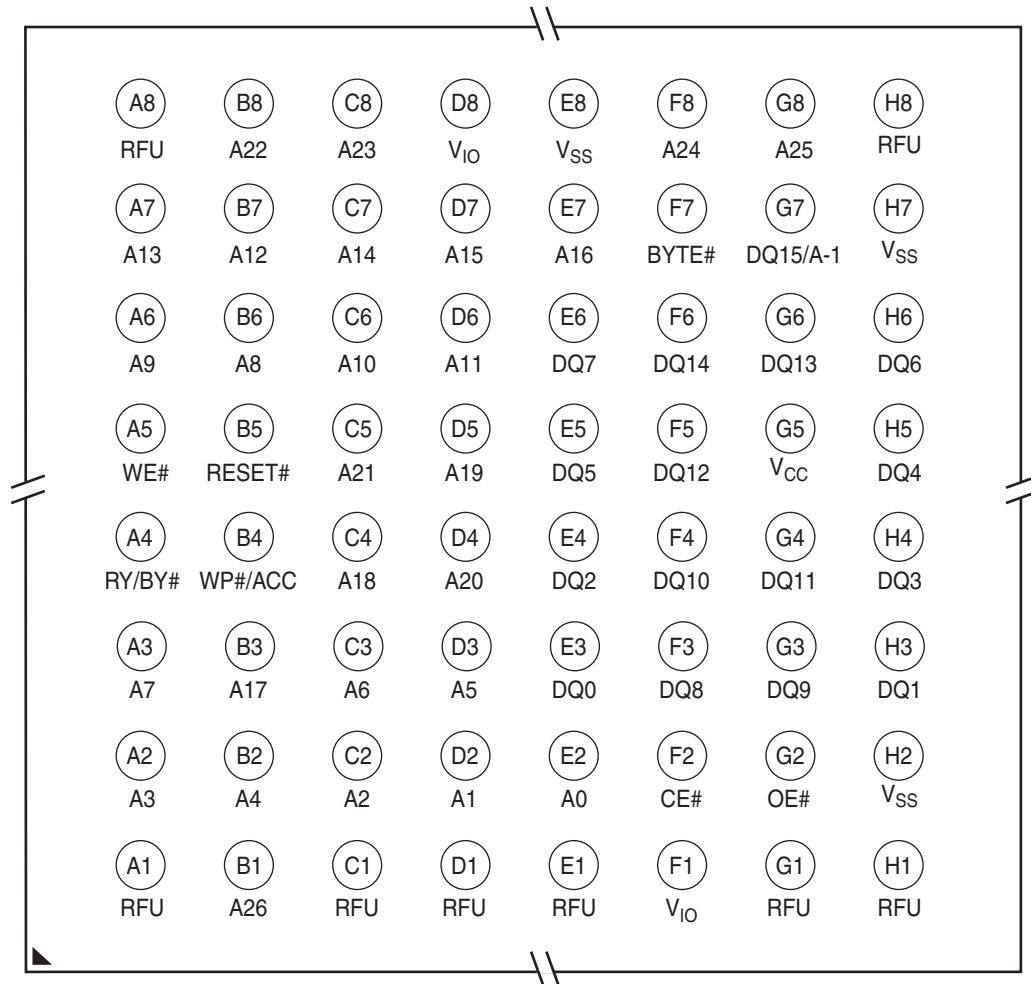 A8 B8 C8 D8 E8 F8 G8 H8
RFU A22 A23 VIO VSS A24 A25 RFU
A7 B7 C7 D7 E7 F7 G7 H7
A13 A12 A14 A15 A16 BYTE# DQ15/A-1 VSS
A6 B6 C6 D6 E6 F6 G6 H6
A9 A8 A10 A11 DQ7 DQ14 DQ13 DQ6
A5 B5 C5 D5 E5 F5 G5 H5
WE# RESET# A21 A19 DQ5 DQ12 VCC DQ4
A4 B4 C4 D4 E4 F4 G4 H4
RY/BY# WP#/ACC A18 A20 DQ2 DQ10 DQ11 DQ3
A3 B3 C3 D3 E3 F3 G3 H3
A7 A17 A6 A5 DQ0 DQ8 DQ9 DQ1
A2 B2 C2 D2 E2 F2 G2 H2
A3 A4 A2 A1 A0 CE# OE# VSS
A1 B1 C1 D1 E1 F1 G1 H1
RFU A26 RFU RFU RFU VIO RFU RFU